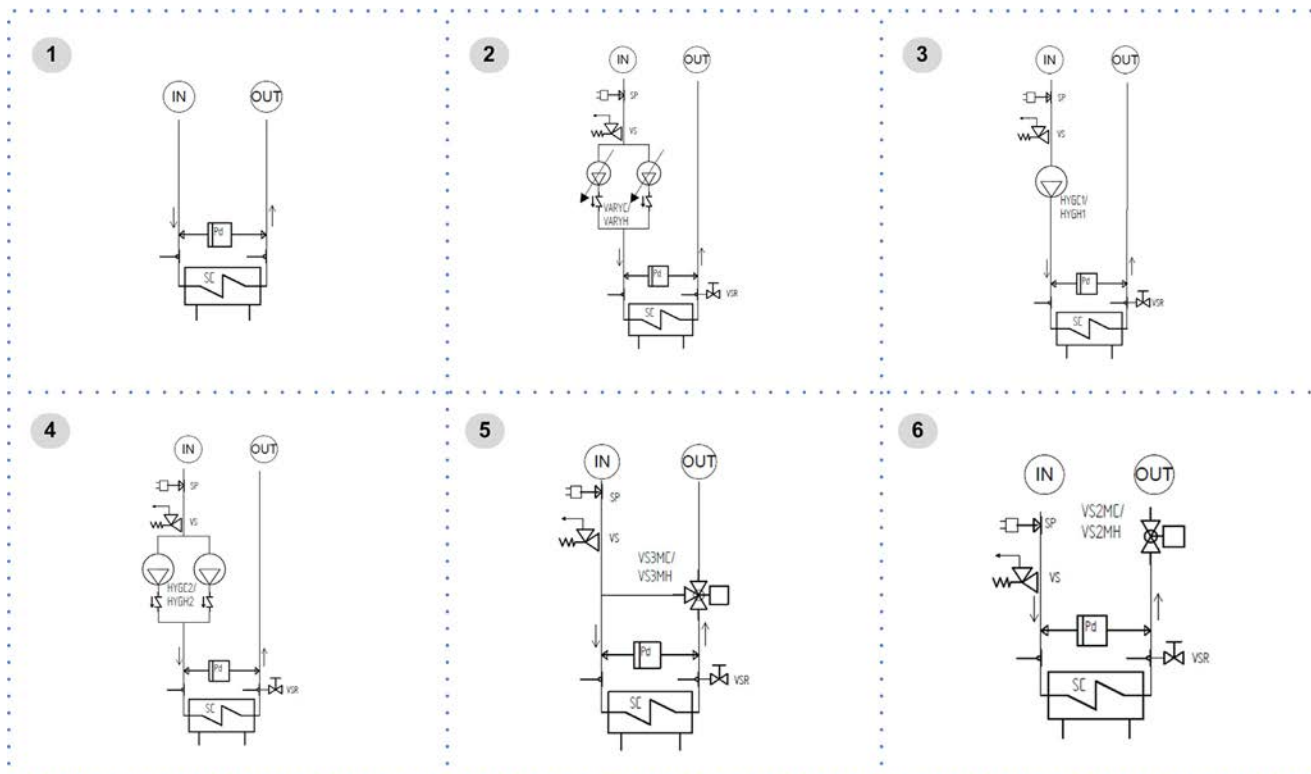 1
IN
OUT
Pd
SC
2
IN
OUT
SP
VS
VARYC/
VARYH
Pd
VSR
SC
3
IN
OUT
SP
VS
HYGC1/
HYGH1
Pd
VSR
SC
4
IN
OUT
SP
VS
HYGC2/
HYGH2
Pd
VSR
SC
5
IN
OUT
SP
VS
VS3MC/
VS3MH
Pd
VSR
SC
6
IN
OUT
SP
VS2MC/
VS2MH
VS
Pd
VSR
SC